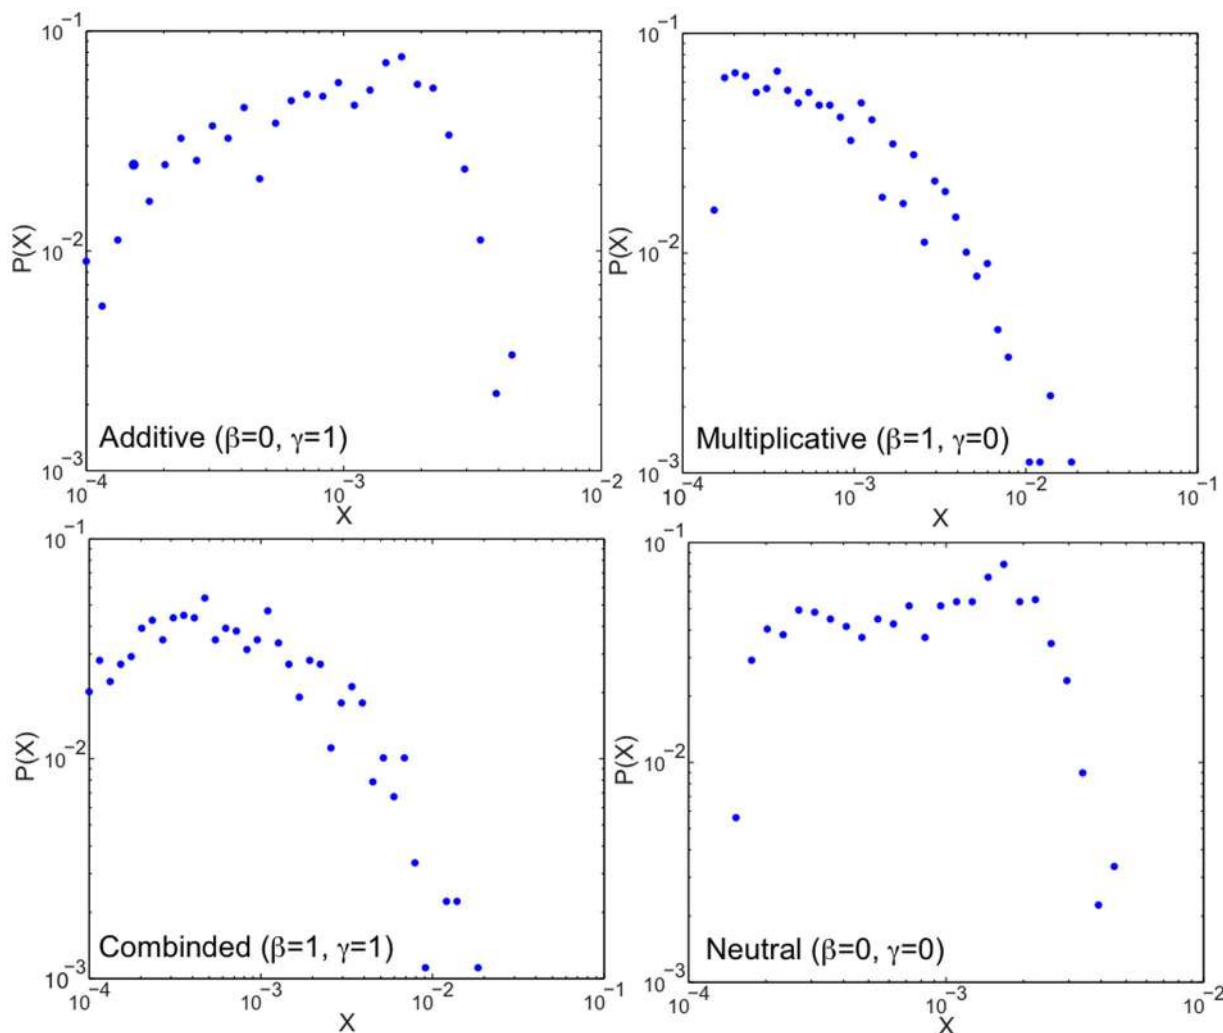 10⁻¹
P(X)
10⁻²
10⁻³
Additive (β=0, γ=1)
10⁻⁴
10⁻³
10⁻²
X
10⁻¹
P(X)
10⁻²
10⁻³
Multiplicative (β=1, γ=0)
10⁻⁴
10⁻³
10⁻²
10⁻¹
X
10⁻¹
P(X)
10⁻²
10⁻³
Combinded (β=1, γ=1)
10⁻⁴
10⁻³
10⁻²
10⁻¹
X
10⁻¹
P(X)
10⁻²
10⁻³
Neutral (β=0, γ=0)
10⁻⁴
10⁻³
10⁻²
X